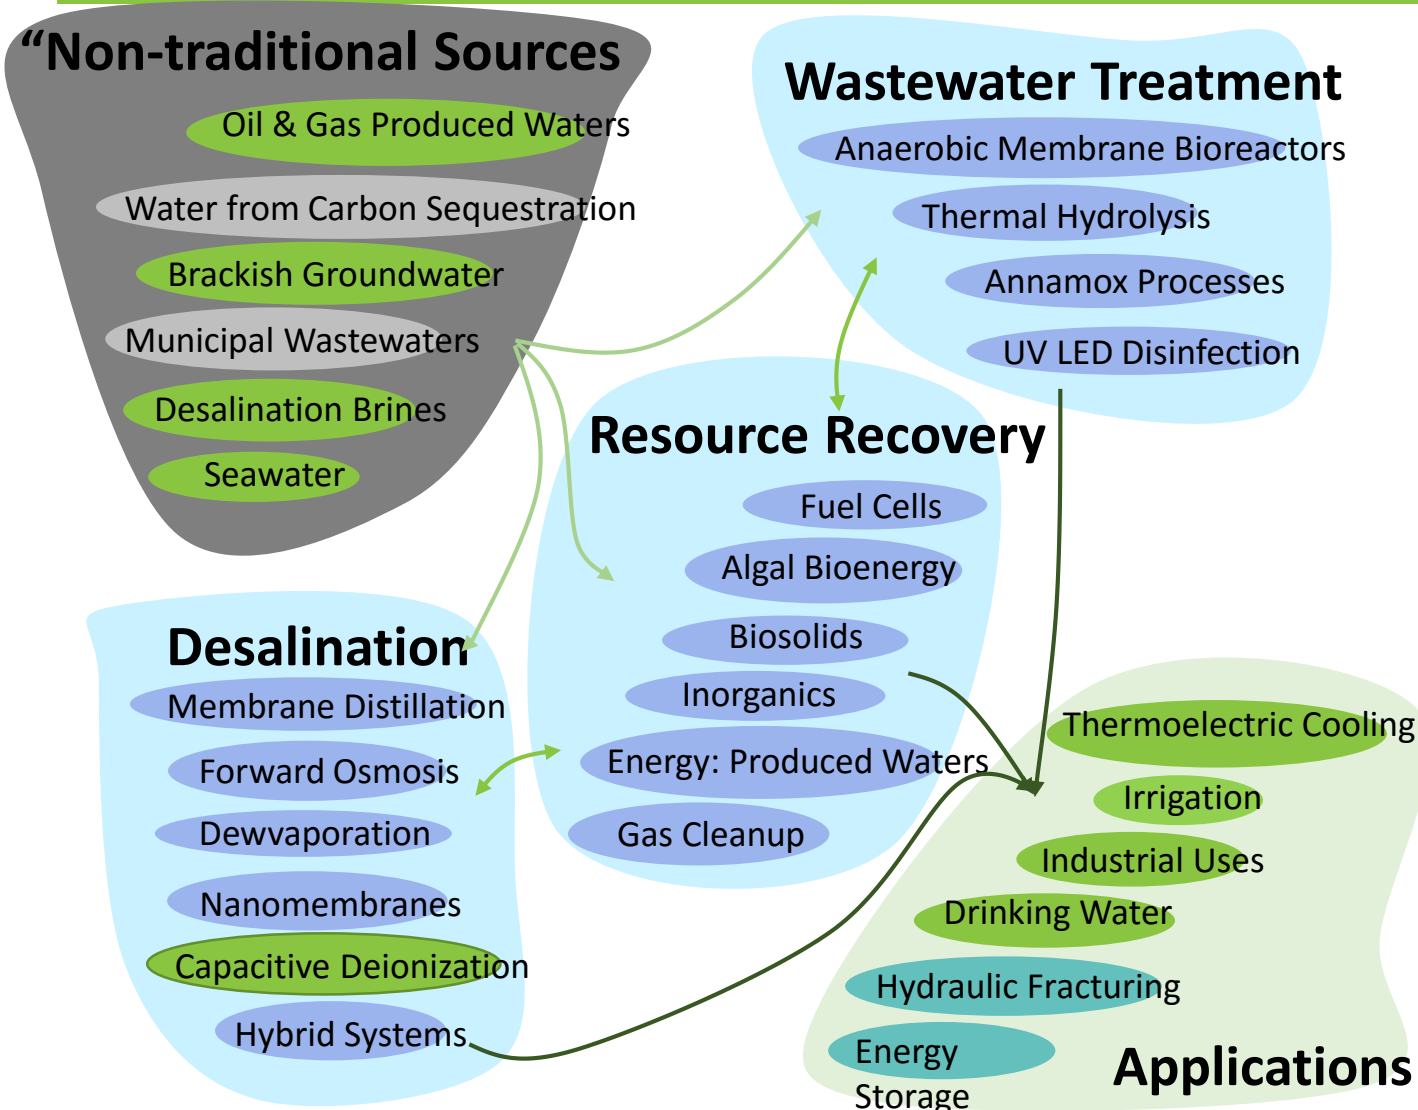 “Non-traditional Sources
Oil & Gas Produced Waters
Water from Carbon Sequestration
Brackish Groundwater
Municipal Wastewaters
Desalination Brines
Seawater
Wastewater Treatment
Anaerobic Membrane Bioreactors
Thermal Hydrolysis
Annamox Processes
UV LED Disinfection
Resource Recovery
Fuel Cells
Algal Bioenergy
Biosolids
Inorganics
Energy: Produced Waters
Gas Cleanup
Desalination
Membrane Distillation
Forward Osmosis
Dewvaporation
Nanomembranes
Capacitive Deionization
Hybrid Systems
Thermoelectric Cooling
Irrigation
Industrial Uses
Drinking Water
Hydraulic Fracturing
Energy
Storage
Applications